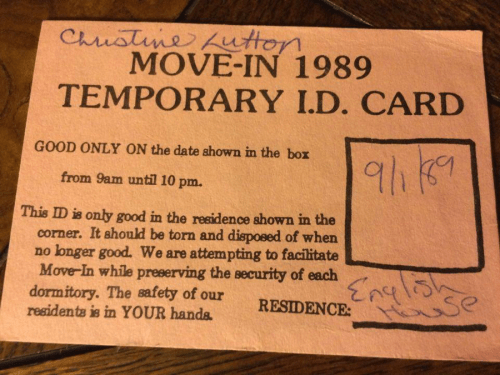 Christine Lutton
MOVE-IN 1989
TEMPORARY I.D. CARD
GOOD ONLY ON the date shown in the box
from 9am until 10 pm.
9/1/89
This ID is only good in the residence shown in the
corner. It should be torn and disposed of when
no longer good. We are attempting to facilitate
Move-In while preserving the security of each
dormitory. The safety of our
residents is in YOUR hands.
RESIDENCE: English
House